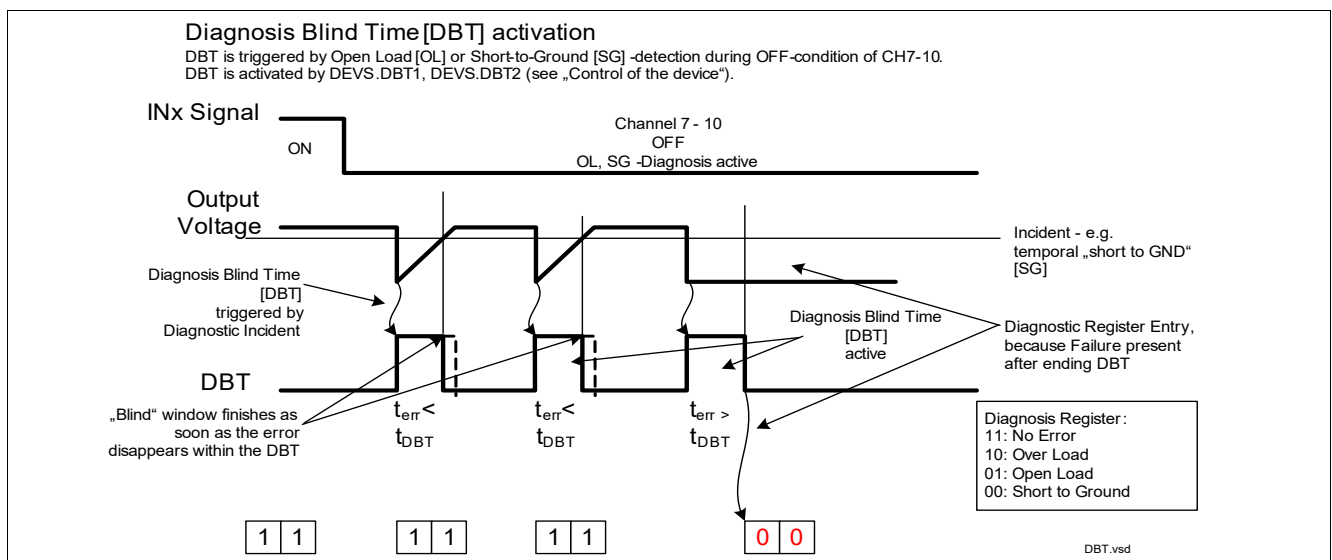 Diagnosis Blind Time [DBT] activation
DBT is triggered by Open Load [OL] or Short-to-Ground [SG] -detection during OFF-condition of CH7-10.
DBT is activated by DEVS.DBT1, DEVS.DBT2 (see „Control of the device“).
INx Signal
ON
Channel 7 - 10
OFF
OL, SG -Diagnosis active
Output
Voltage
Incident - e.g.
temporal „short to GND“
[SG]
Diagnosis Blind Time
[DBT]
triggered by
Diagnostic Incident
Diagnosis Blind Time
[DBT]
active
Diagnostic Register Entry,
because Failure present
after ending DBT
DBT
„Blind“ window finishes as
soon as the error
disappears within the DBT
terr<
tDBT
terr<
tDBT
terr >
tDBT
Diagnosis Register:
11: No Error
10: Over Load
01: Open Load
00: Short to Ground
1 1
1 1
1 1
0 0
DBT.vsd